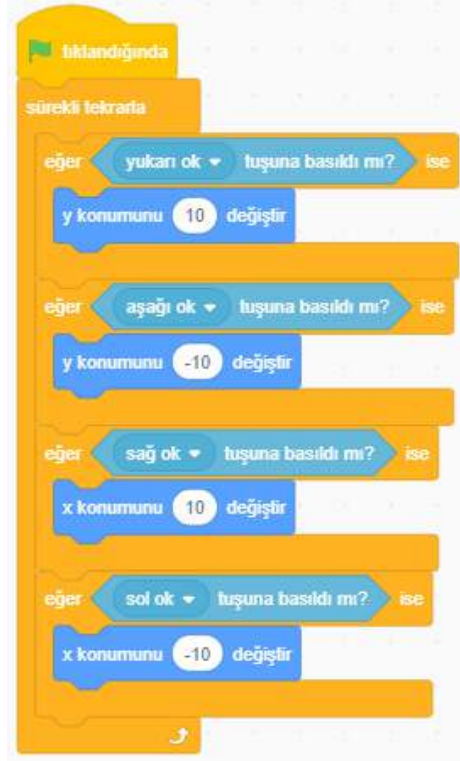 tıklandığında
sürekli tekrarla
eğer yukarı ok tuşuna basıldı mı? ise
y konumunu 10 değiştir
eğer aşağı ok tuşuna basıldı mı? ise
y konumunu -10 değiştir
eğer sağ ok tuşuna basıldı mı? ise
x konumunu 10 değiştir
eğer sol ok tuşuna basıldı mı? ise
x konumunu -10 değiştir